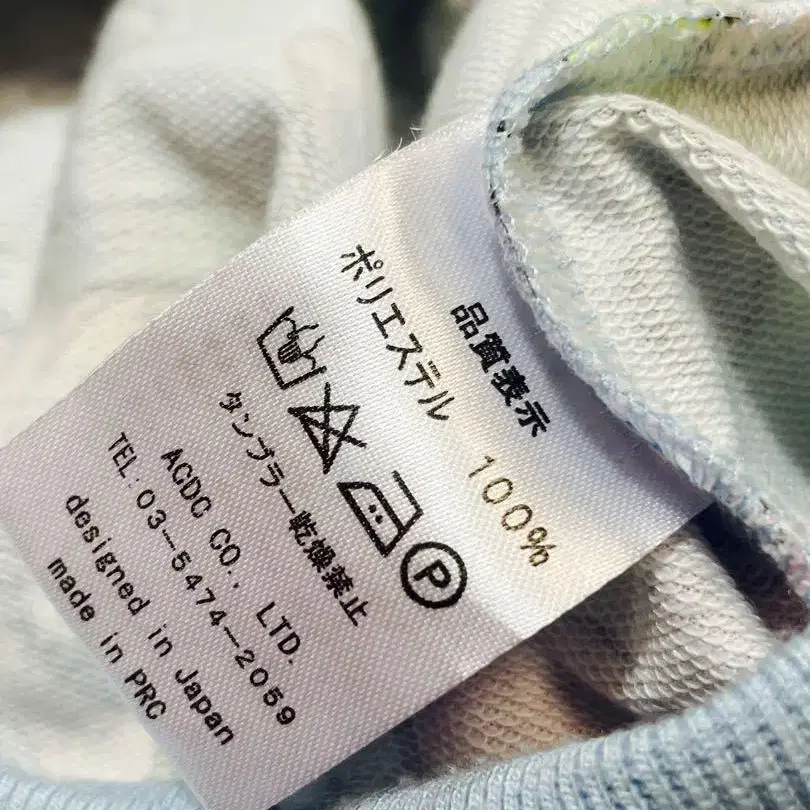 品質表示
ポリエステル 100%
P
タンブラー乾燥禁止
ACDC CO., LTD.
TEL:03-5474-2059
designed in Japan
made in PRC